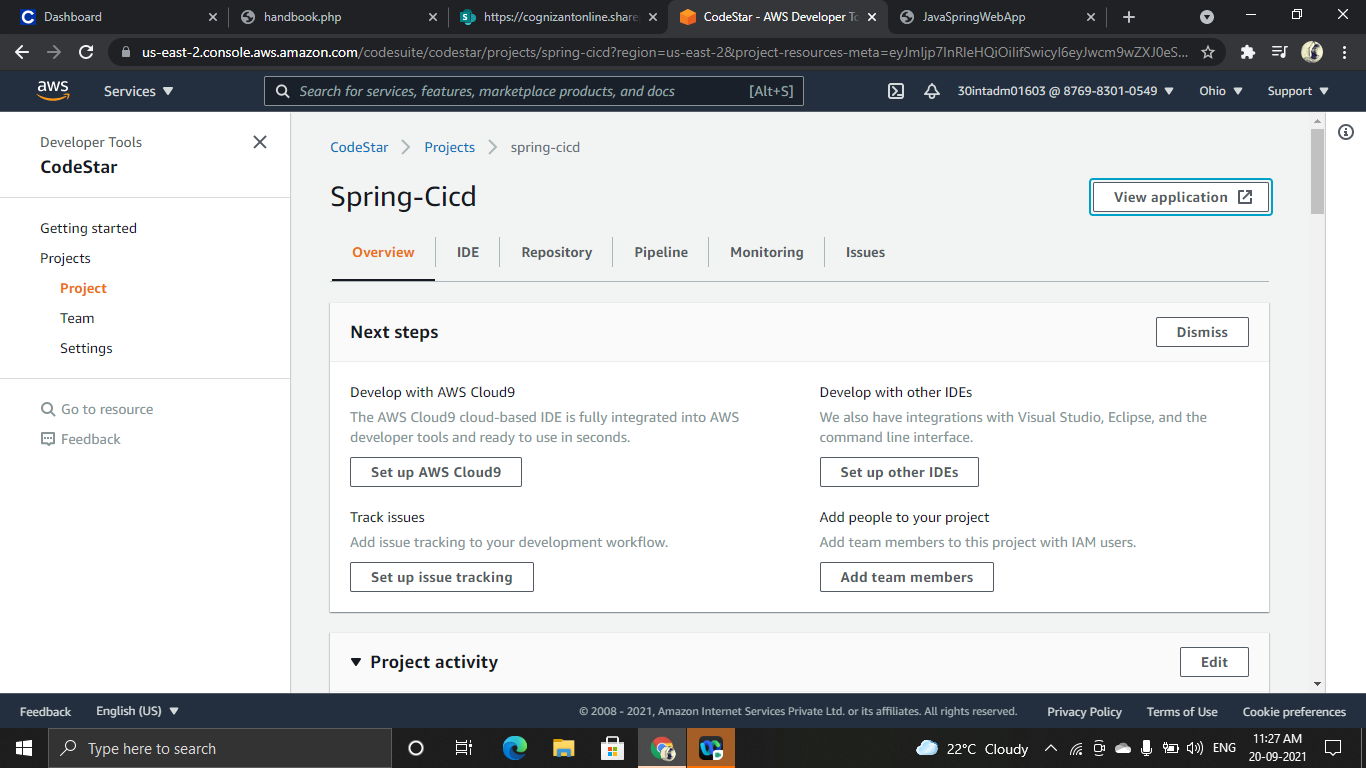 Dashboard
handbook.php
https://cognizantonline.share
CodeStar - AWS Developer To
JavaSpringWebApp
us-east-2.console.aws.amazon.com/codesuite/codestar/projects/spring-cicd?region=us-east-2&project-resources-meta=
aws
Services
Search for services, features, marketplace products, and docs [Alt+S]
30intadm01603 @ 8769-8301-0549
Ohio
Support
Developer Tools
CodeStar
Getting started
Projects
Project
Team
Settings
Go to resource
Feedback
CodeStar
Projects
spring-cicd
Spring-Cicd
View application
Overview
IDE
Repository
Pipeline
Monitoring
Issues
Next steps
Dismiss
Develop with AWS Cloud9
The AWS Cloud9 cloud-based IDE is fully integrated into AWS
developer tools and ready to use in seconds.
Set up AWS Cloud9
Develop with other IDEs
We also have integrations with Visual Studio, Eclipse, and the
command line interface.
Set up other IDEs
Track issues
Add issue tracking to your development workflow.
Set up issue tracking
Add people to your project
Add team members to this project with IAM users.
Add team members
Project activity
Edit
Feedback
English (US)
© 2008 - 2021, Amazon Internet Services Private Ltd. or its affiliates. All rights reserved.
Privacy Policy
Terms of Use
Cookie preferences
Type here to search
22°C Cloudy
ENG
11:27 AM
20-09-2021